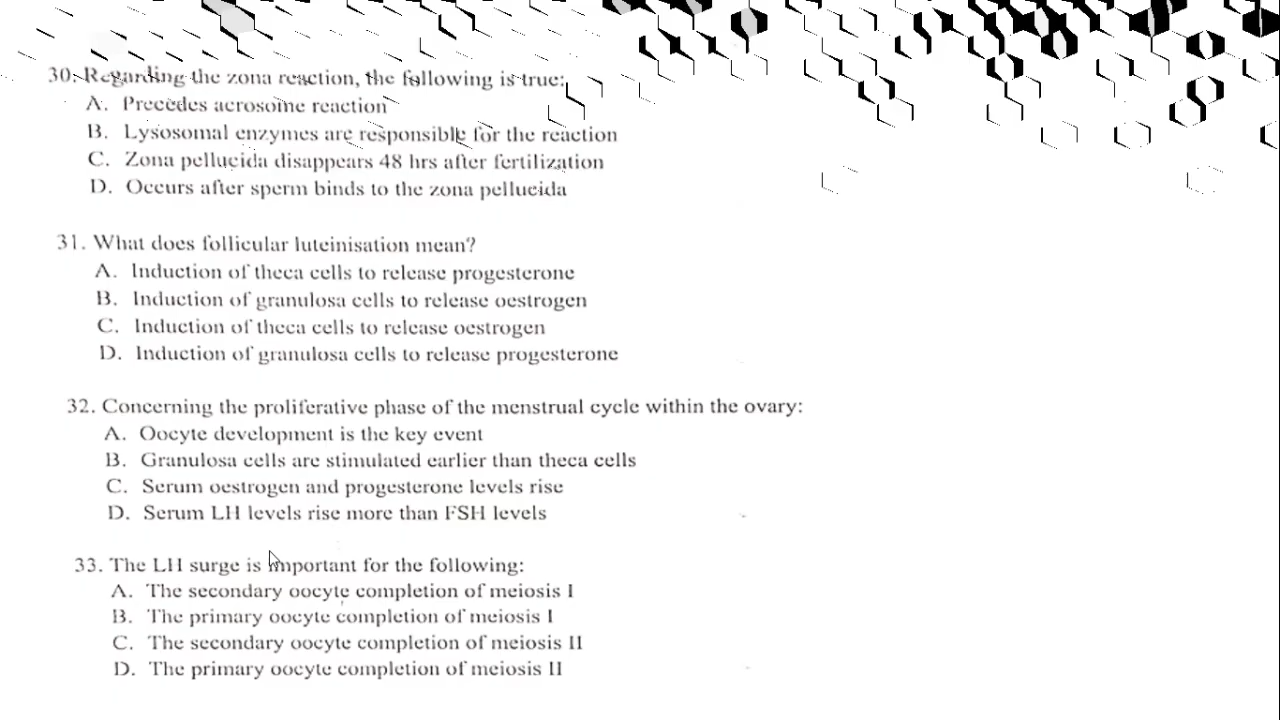 30. Regarding the zona reaction, the following is true:
A. Precedes acrosome reaction
B. Lysosomal enzymes are responsible for the reaction
C. Zona pellucida disappears 48 hrs after fertilization
D. Occurs after sperm binds to the zona pellucida
31. What does follicular luteinisation mean?
A. Induction of theca cells to release progesterone
B. Induction of granulosa cells to release oestrogen
C. Induction of theca cells to release oestrogen
D. Induction of granulosa cells to release progesterone
32. Concerning the proliferative phase of the menstrual cycle within the ovary:
A. Oocyte development is the key event
B. Granulosa cells are stimulated earlier than theca cells
C. Serum oestrogen and progesterone levels rise
D. Serum LH levels rise more than FSH levels
33. The LH surge is important for the following:
A. The secondary oocyte completion of meiosis I
B. The primary oocyte completion of meiosis I
C. The secondary oocyte completion of meiosis II
D. The primary oocyte completion of meiosis II